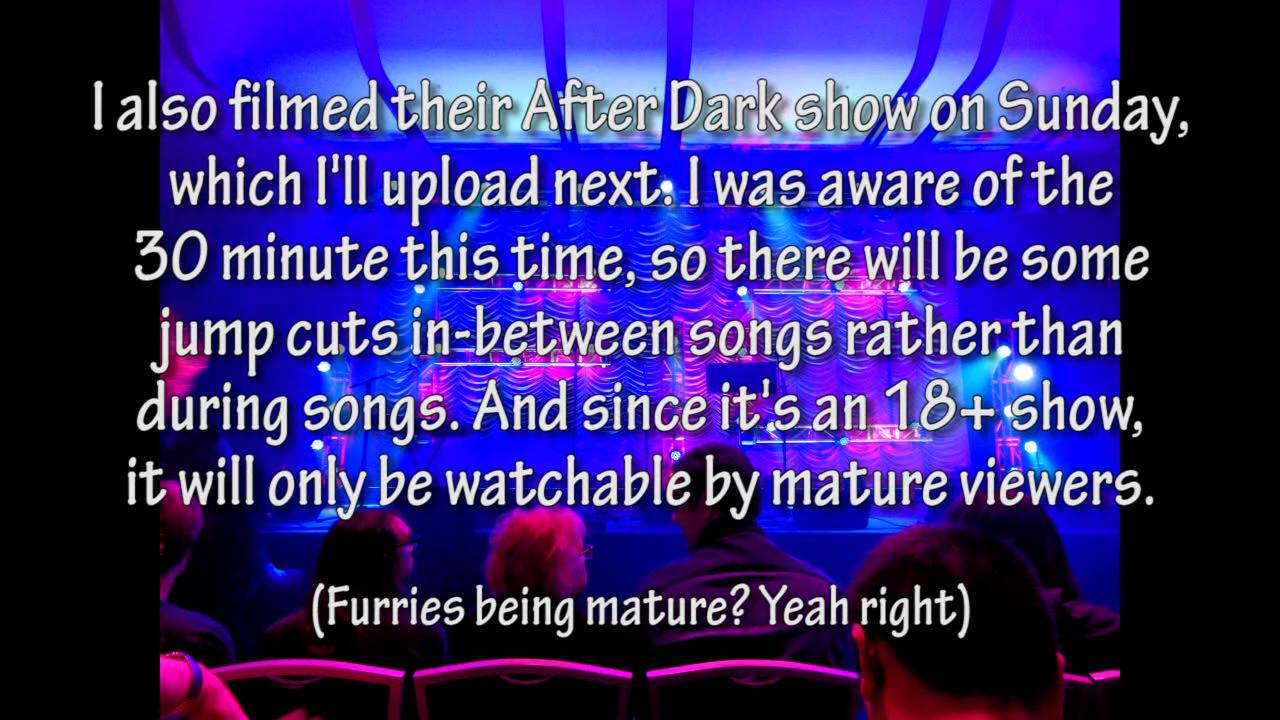 I also filmed their After Dark show on Sunday,
which I'll upload next. I was aware of the
30 minute this time, so there will be some
jump cuts in-between songs rather than
during songs. And since it's an 18+ show,
it will only be watchable by mature viewers.
(Furries being mature? Yeah right)